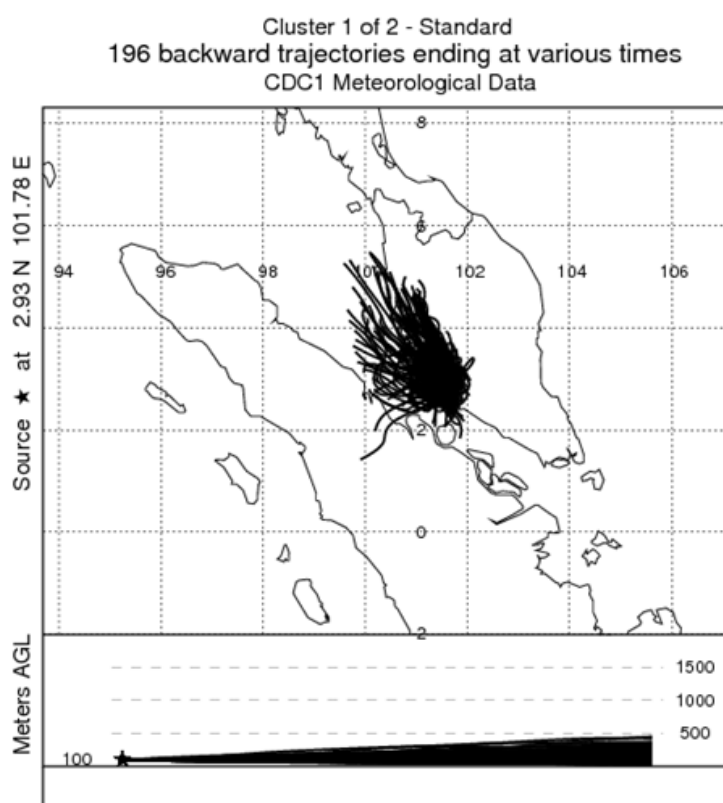 Cluster 1 of 2 - Standard
196 backward trajectories ending at various times
CDC1 Meteorological Data
Source ★ at 2.93 N 101.78 E
8
6
94 96 98 100 102 104 106
2
0
2
Meters AGL
1500
1000
500
100